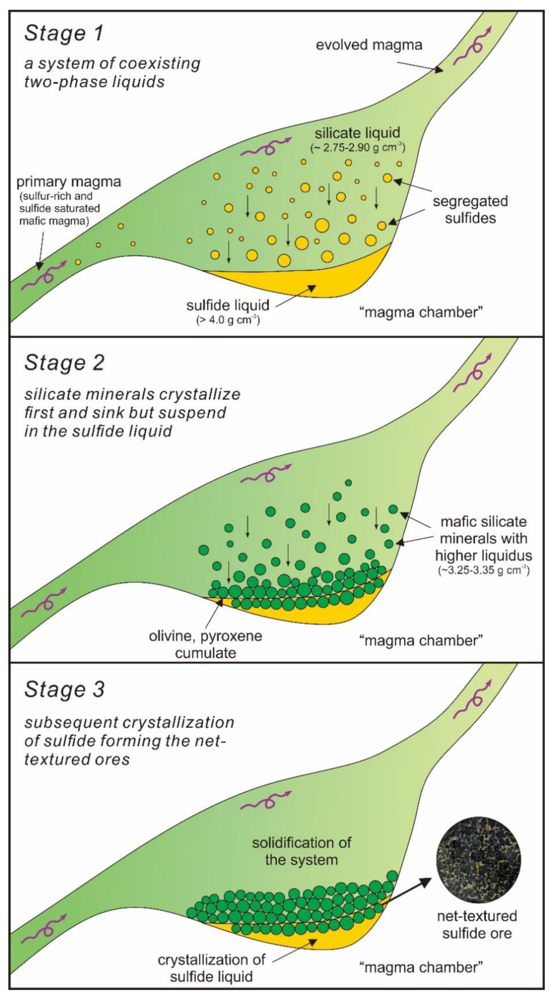 Stage 1
a system of coexisting
two-phase liquids
evolved magma
silicate liquid
(~ 2.75-2.90 g cm⁻³)
primary magma
(sulfur-rich and
sulfide saturated
mafic magma)
segregated
sulfides
sulfide liquid
(> 4.0 g cm⁻³)
“magma chamber”
Stage 2
silicate minerals crystallize
first and sink but suspend
in the sulfide liquid
mafic silicate
minerals with
higher liquidus
(~3.25-3.35 g cm⁻³)
olivine, pyroxene
cumulate
“magma chamber”
Stage 3
subsequent crystallization
of sulfide forming the net-
textured ores
solidification of
the system
net-textured
sulfide ore
crystallization of
sulfide liquid
“magma chamber”